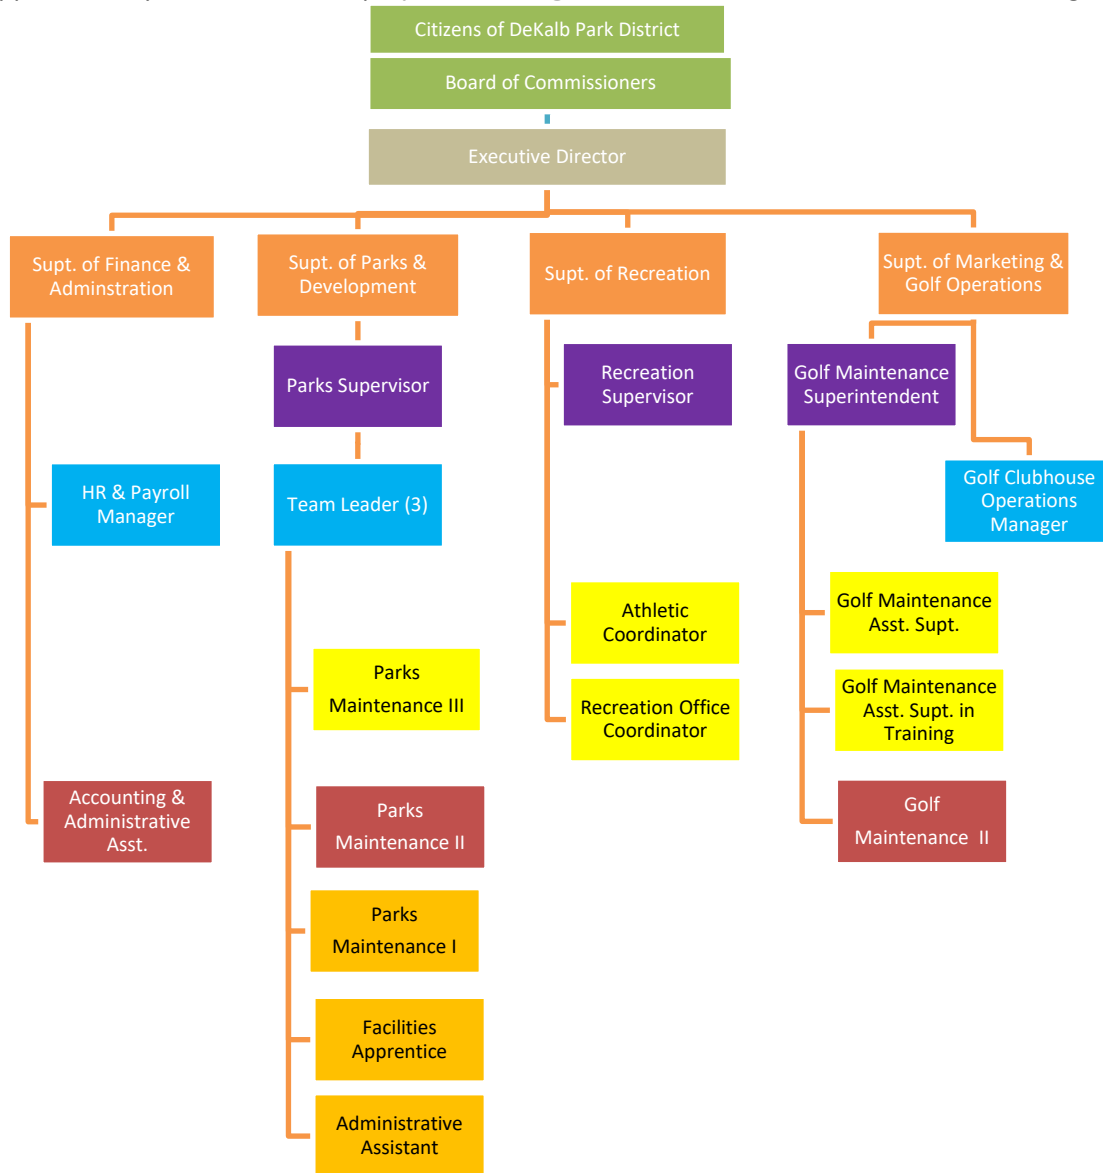 Citizens of DeKalb Park District
Board of Commissioners
Executive Director
Supt. of Finance &
Adminstration
Supt. of Parks &
Development
Supt. of Recreation
Supt. of Marketing &
Golf Operations
Parks Supervisor
Recreation
Supervisor
Golf Maintenance
Superintendent
HR & Payroll
Manager
Team Leader (3)
Golf Clubhouse
Operations
Manager
Athletic
Coordinator
Golf Maintenance
Asst. Supt.
Parks
Maintenance III
Recreation Office
Coordinator
Golf Maintenance
Asst. Supt. in
Training
Accounting &
Administrative
Asst.
Parks
Maintenance II
Golf
Maintenance  II
Parks
Maintenance I
Facilities
Apprentice
Administrative
Assistant